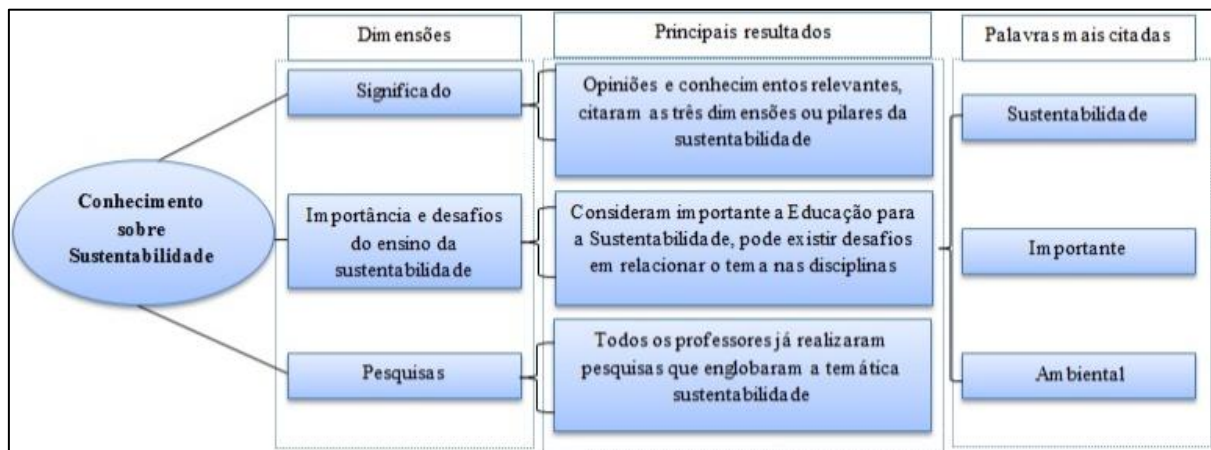 Dimensões
Principais resultados
Palavras mais citadas
Conhecimento
sobre
Sustentabilidade
Significado
Opiniões e conhecimentos relevantes,
citaram as três dimensões ou pilares da
sustentabilidade
Sustentabilidade
Importância e desafios
do ensino da
sustentabilidade
Consideram importante a Educação para
a Sustentabilidade, pode existir desafios
em relacionar o tema nas disciplinas
Importante
Pesquisas
Todos os professores já realizaram
pesquisas que englobaram a temática
sustentabilidade
Ambiental